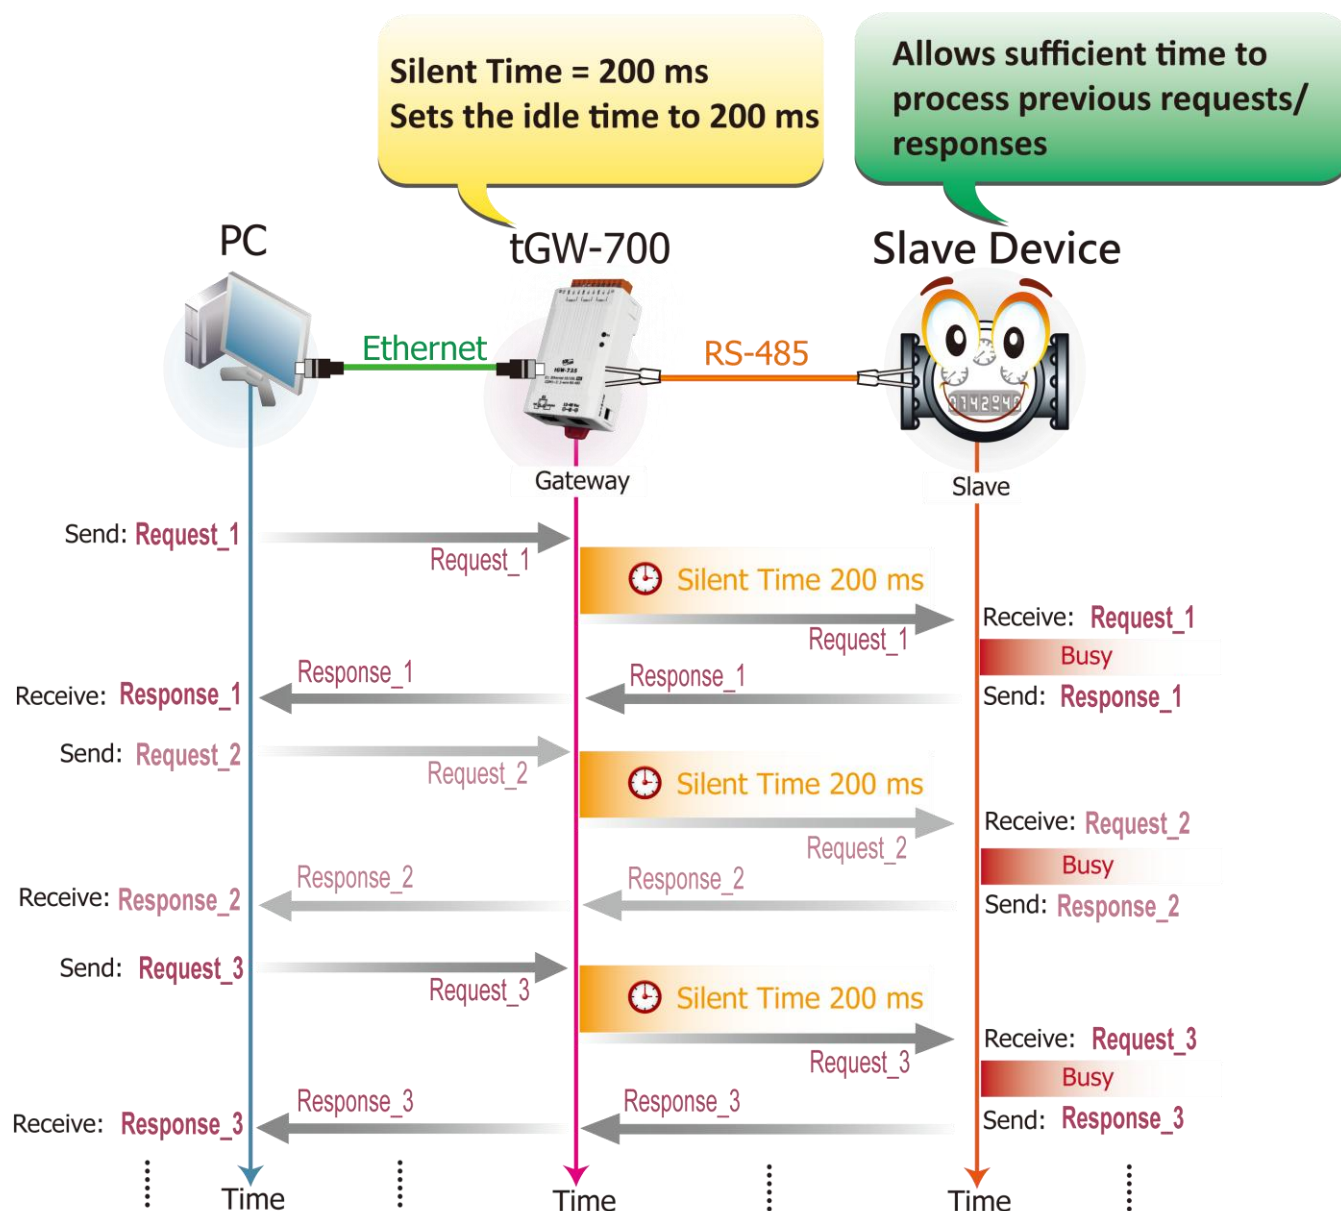 Silent Time = 200 ms
Sets the idle time to 200 ms
Allows sufficient time to
process previous requests/
responses
PC
tGW-700
Slave Device
Ethernet
RS-485
Gateway
Slave
Send: Request_1
Request_1
Silent Time 200 ms
Request_1
Receive: Request_1
Busy
Response_1
Response_1
Receive: Response_1
Send: Response_1
Send: Request_2
Request_2
Silent Time 200 ms
Request_2
Receive: Request_2
Busy
Response_2
Response_2
Receive: Response_2
Send: Response_2
Send: Request_3
Request_3
Silent Time 200 ms
Request_3
Receive: Request_3
Busy
Response_3
Response_3
Receive: Response_3
Send: Response_3
Time
Time
Time